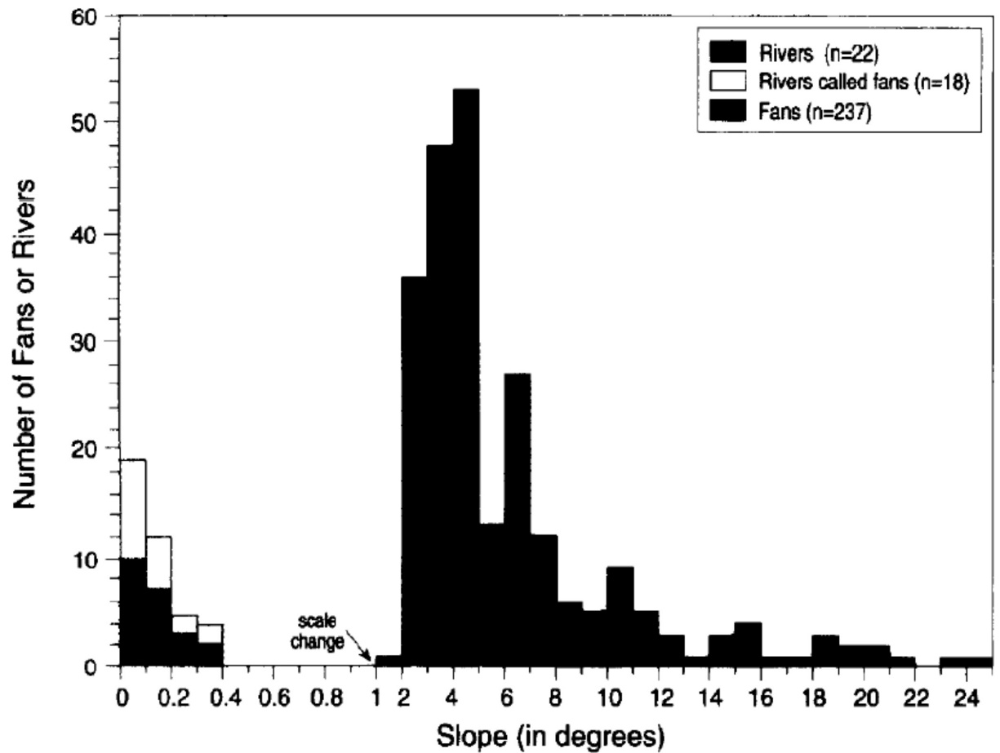 60
50
40
30
20
10
0
Number of Fans or Rivers
Rivers (n=22)
Rivers called fans (n=18)
Fans (n=237)
scale
change
0 0.2 0.4 0.6 0.8 1 2 4 6 8 10 12 14 16 18 20 22 24
Slope (in degrees)